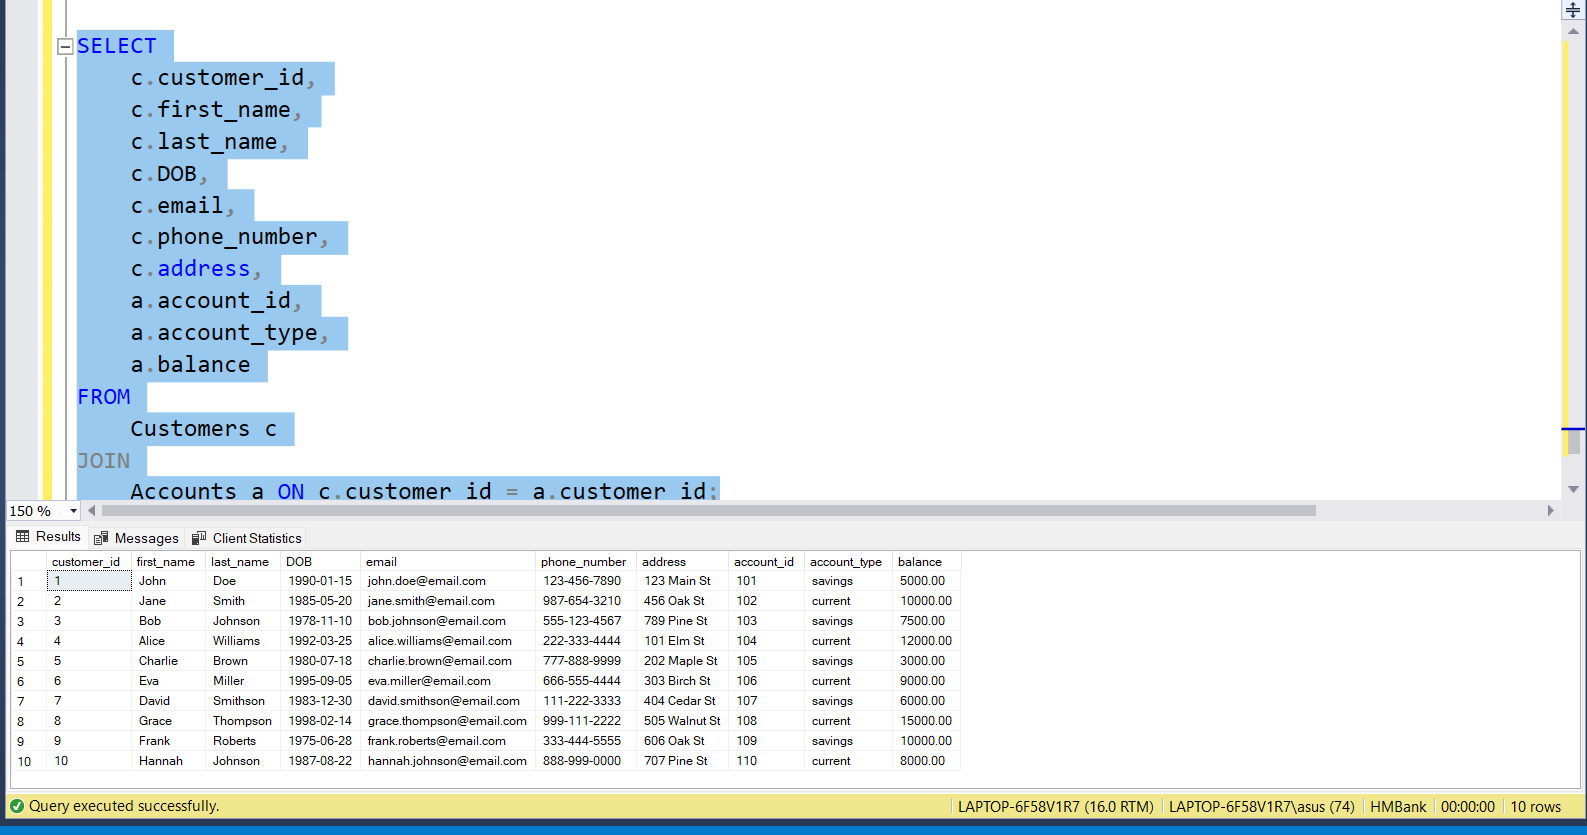 SELECT
c.customer_id,
c.first_name,
c.last_name,
c.DOB,
c.email,
c.phone_number,
c.address,
a.account_id,
a.account_type,
a.balance
FROM
Customers c
JOIN
Accounts a ON c.customer_id = a.customer_id;
150 %
Results Messages Client Statistics
customer_id first_name last_name DOB email phone_number address account_id account_type balance
1 1 John Doe 1990-01-15 john.doe@email.com 123-456-7890 123 Main St 101 savings 5000.00
2 2 Jane Smith 1985-05-20 jane.smith@email.com 987-654-3210 456 Oak St 102 current 10000.00
3 3 Bob Johnson 1978-11-10 bob.johnson@email.com 555-123-4567 789 Pine St 103 savings 7500.00
4 4 Alice Williams 1992-03-25 alice.williams@email.com 222-333-4444 101 Elm St 104 current 12000.00
5 5 Charlie Brown 1980-07-18 charlie.brown@email.com 777-888-9999 202 Maple St 105 savings 3000.00
6 6 Eva Miller 1995-09-05 eva.miller@email.com 666-555-4444 303 Birch St 106 current 9000.00
7 7 David Smithson 1983-12-30 david.smithson@email.com 111-222-3333 404 Cedar St 107 savings 6000.00
8 8 Grace Thompson 1998-02-14 grace.thompson@email.com 999-111-2222 505 Walnut St 108 current 15000.00
9 9 Frank Roberts 1975-06-28 frank.roberts@email.com 333-444-5555 606 Oak St 109 savings 10000.00
10 10 Hannah Johnson 1987-08-22 hannah.johnson@email.com 888-999-0000 707 Pine St 110 current 8000.00
Query executed successfully. LAPTOP-6F58V1R7 (16.0 RTM) LAPTOP-6F58V1R7\asus (74) HMBank 00:00:00 10 rows